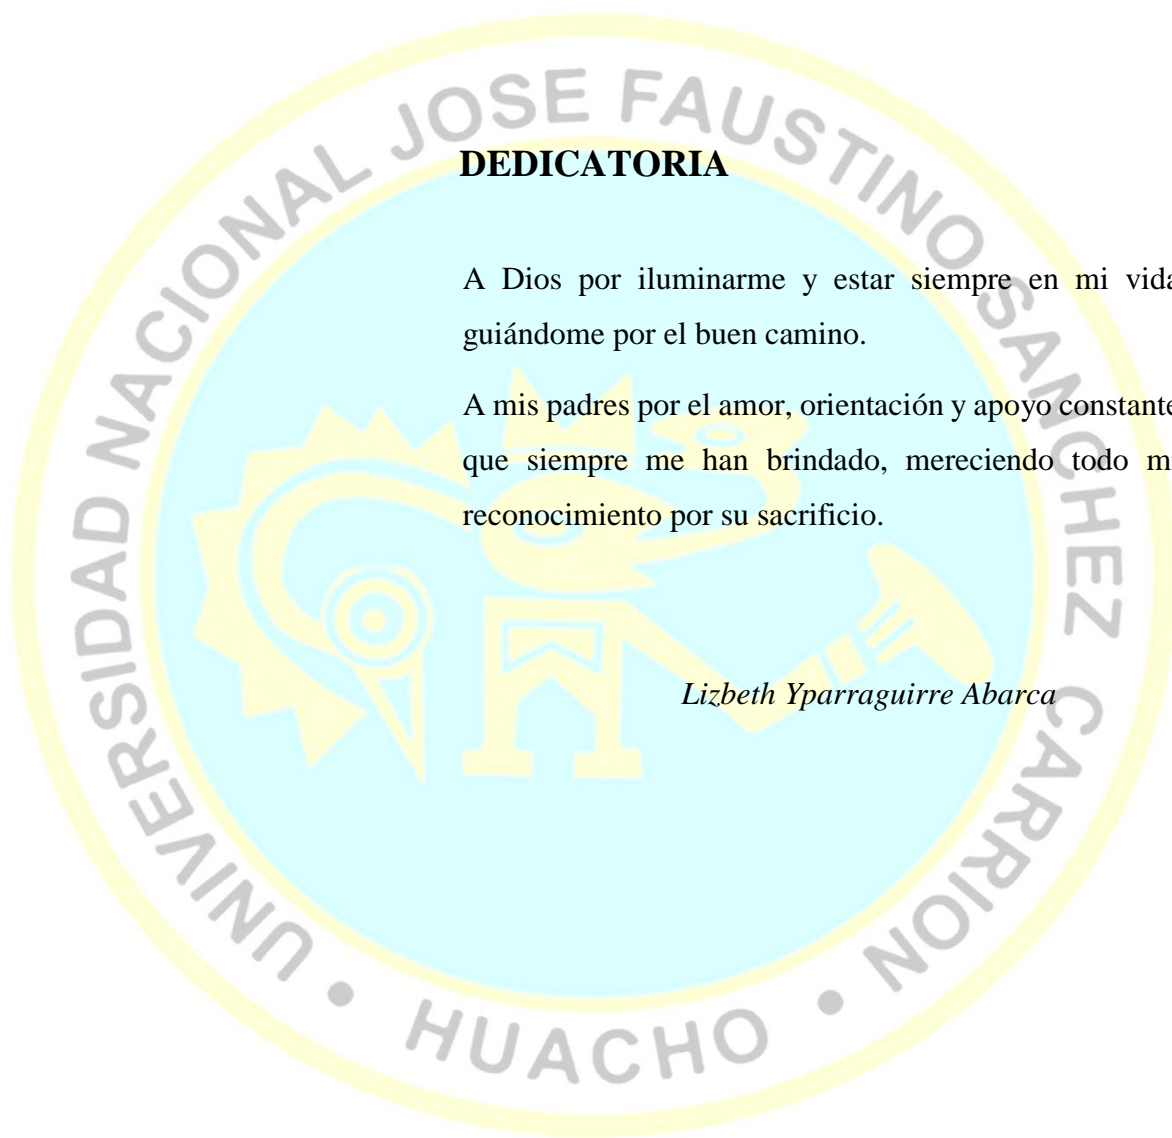 UNIVERSIDAD NACIONAL JOSE FAUSTINO SANCHEZ CARRION
• HUACHO •
DEDICATORIA
A Dios por iluminarme y estar siempre en mi vida
guiándome por el buen camino.
A mis padres por el amor, orientación y apoyo constante
que siempre me han brindado, mereciendo todo m
reconocimiento por su sacrificio.
Lizbeth Yparraguirre Abarca